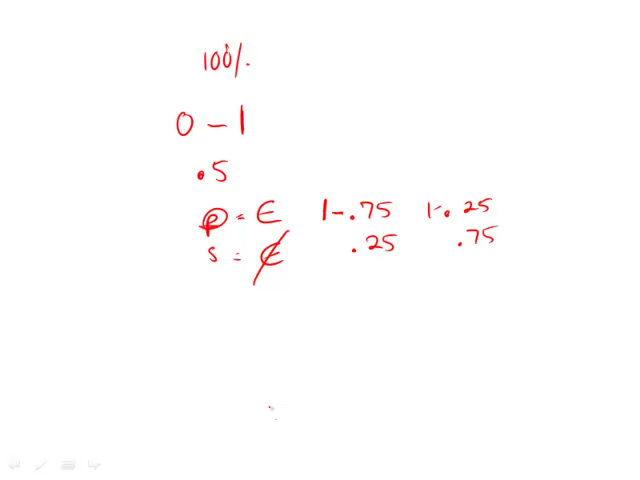 100%
0 - 1
.5
p = E 1-.75 1-.25
s = E .25 .75